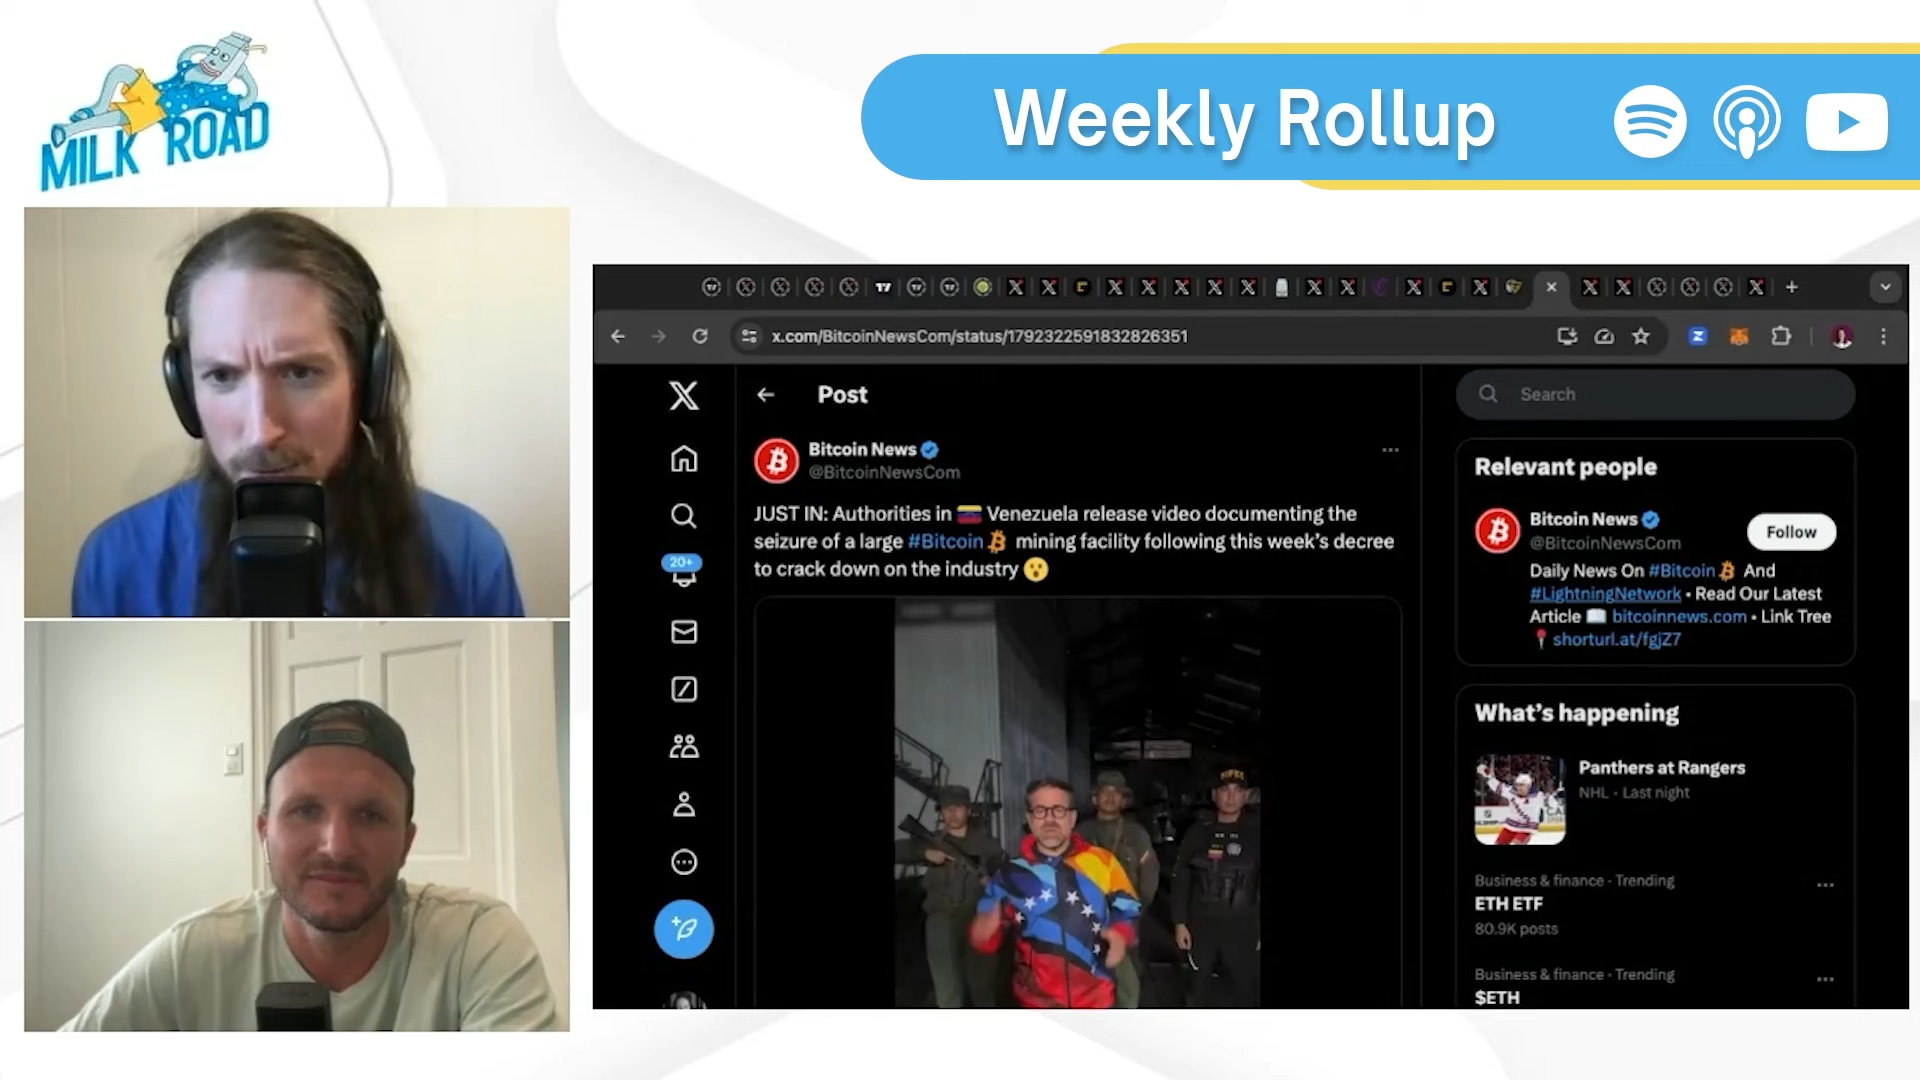 MILK ROAD
Weekly Rollup
x.com/BitcoinNewsCom/status/1792322591832826351
Post
Search
Bitcoin News
@BitcoinNewsCom
JUST IN: Authorities in 🇻🇪 Venezuela release video documenting the
seizure of a large #Bitcoin mining facility following this week's decree
to crack down on the industry 😮
20+
Relevant people
Bitcoin News
@BitcoinNewsCom
Follow
Daily News On #Bitcoin And
#LightningNetwork • Read Our Latest
Article 📖 bitcoinnews.com • Link Tree
📍 shorturl.at/fgjZ7
What's happening
Panthers at Rangers
NHL · Last night
Business & finance · Trending
ETH ETF
80.9K posts
Business & finance · Trending
$ETH